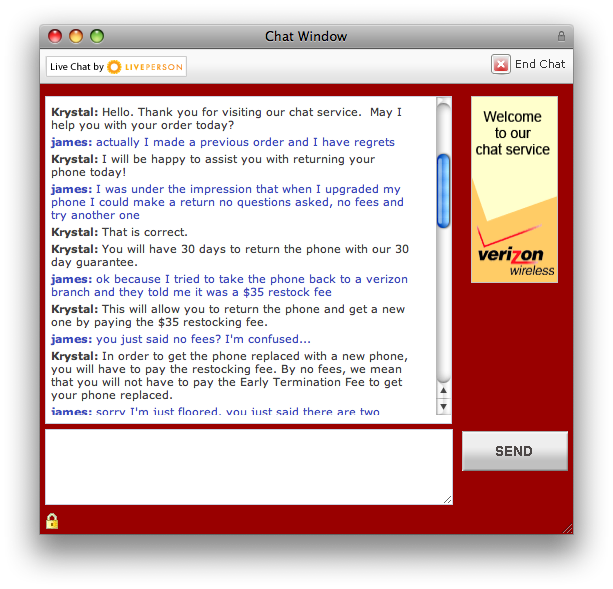 Chat Window
Live Chat by LIVEPERSON
End Chat
Krystal: Hello. Thank you for visiting our chat service.  May I
help you with your order today?
james: actually I made a previous order and I have regrets
Krystal: I will be happy to assist you with returning your
phone today!
james: I was under the impression that when I upgraded my
phone I could make a return no questions asked, no fees and
try another one
Krystal: That is correct.
Krystal: You will have 30 days to return the phone with our 30
day guarantee.
james: ok because I tried to take the phone back to a verizon
branch and they told me it was a $35 restock fee
Krystal: This will allow you to return the phone and get a new
one by paying the $35 restocking fee.
james: you just said no fees? I'm confused...
Krystal: In order to get the phone replaced with a new phone,
you will have to pay the restocking fee. By no fees, we mean
that you will not have to pay the Early Termination Fee to get
your phone replaced.
james: sorry I'm just floored, you just said there are two
Welcome
to our
chat service
verizon
wireless
SEND